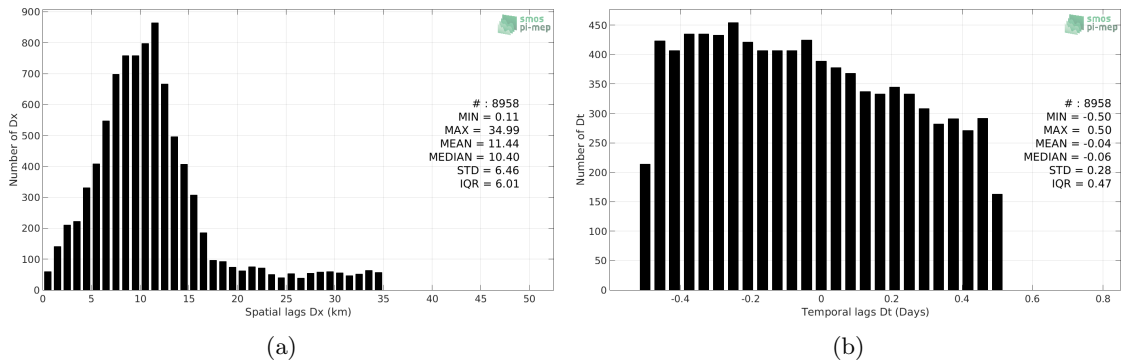 900
800
700
600
500
400
300
200
100
0
Number of Dx
smos
pi-mep
# : 8958
MIN = 0.11
MAX = 34.99
MEAN = 11.44
MEDIAN = 10.40
STD = 6.46
IQR = 6.01
0 5 10 15 20 25 30 35 40 45 50
Spatial lags Dx (km)
(a)
450
400
350
300
250
200
150
100
50
0
Number of Dt
smos
pi-mep
# : 8958
MIN = -0.50
MAX = 0.50
MEAN = -0.04
MEDIAN = -0.06
STD = 0.28
IQR = 0.47
-0.4 -0.2 0 0.2 0.4 0.6 0.8
Temporal lags Dt (Days)
(b)